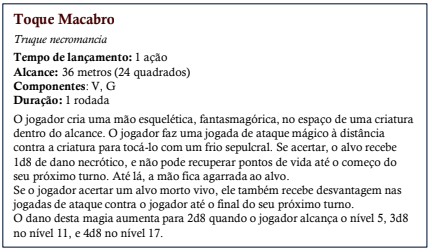 Toque Macabro
Truque necromancia
Tempo de lançamento: 1 ação
Alcance: 36 metros (24 quadrados)
Componentes: V, G
Duração: 1 rodada
O jogador cria uma mão esquelética, fantasmagórica, no espaço de uma criatura
dentro do alcance. O jogador faz uma jogada de ataque mágico à distância
contra a criatura para tocá-lo com um frio sepulcral. Se acertar, o alvo recebe
1d8 de dano necrótico, e não pode recuperar pontos de vida até o começo do
seu próximo turno. Até lá, a mão fica agarrada ao alvo.
Se o jogador acertar um alvo morto vivo, ele também recebe desvantagem nas
jogadas de ataque contra o jogador até o final do seu próximo turno.
O dano desta magia aumenta para 2d8 quando o jogador alcança o nível 5, 3d8
no nível 11, e 4d8 no nível 17.